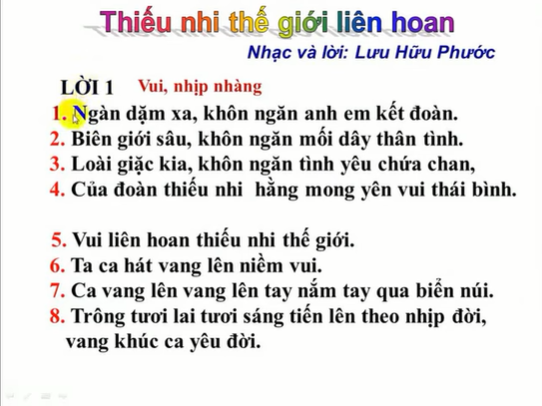 Thiếu nhi thế giới liên hoan
Nhạc và lời: Lưu Hữu Phước
LỜI 1 Vui, nhịp nhàng
1. Ngàn dặm xa, khôn ngăn anh em kết đoàn.
2. Biên giới sâu, khôn ngăn mối dây thân tình.
3. Loài giặc kia, khôn ngăn tình yêu chứa chan,
4. Của đoàn thiếu nhi hằng mong yên vui thái bình.
5. Vui liên hoan thiếu nhi thế giới.
6. Ta ca hát vang lên niềm vui.
7. Ca vang lên vang lên tay nắm tay qua biển núi.
8. Trông tươi lai tươi sáng tiến lên theo nhịp đời,
vang khúc ca yêu đời.